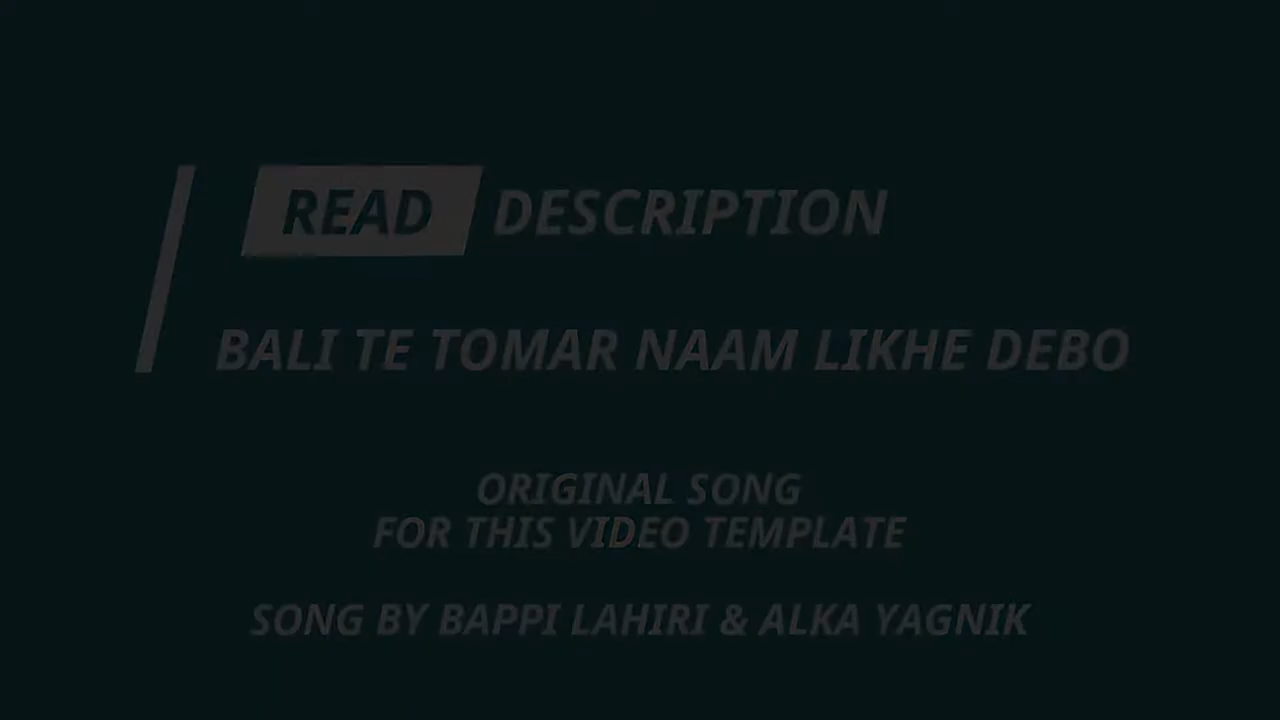 READ DESCRIPTION
BALI TE TOMAR NAAM LIKHE DEBO
ORIGINAL SONG
FOR THIS VIDEO TEMPLATE
SONG BY BAPPI LAHIRI & ALKA YAGNIK